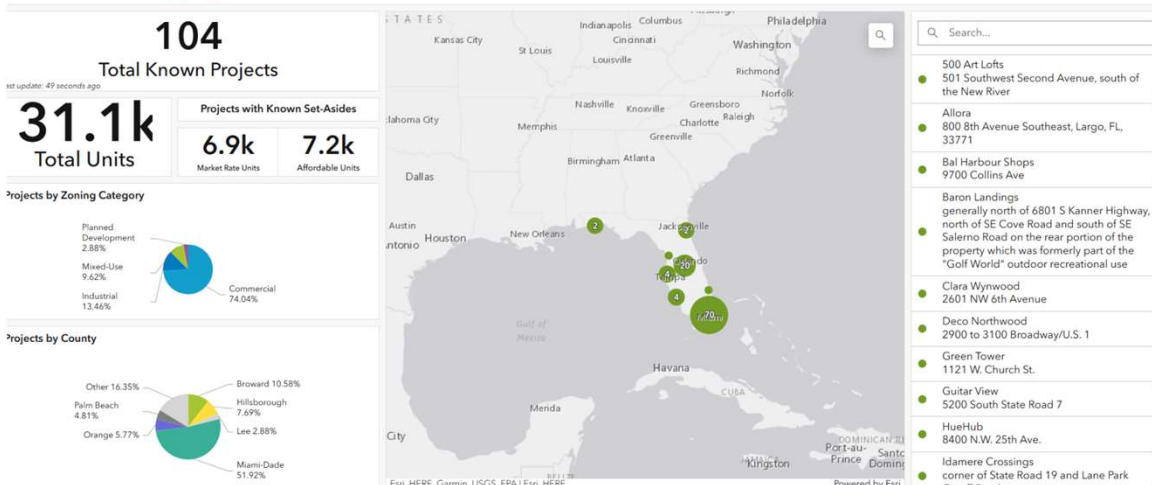 104
Total Known Projects
ast update: 49 seconds ago
31.1k
Total Units
Projects with Known Set-Asides
6.9k
Market Rate Units
7.2k
Affordable Units
Projects by Zoning Category
Planned
Development
2.88%
Mixed-Use
9.62%
Industrial
13.46%
Commercial
74.04%
Projects by County
Other 16.35%
Palm Beach
4.81%
Orange 5.77%
Broward 10.58%
Hillsborough
7.69%
Lee 2.88%
Miami-Dade
51.92%
STATES
Indianapolis
Columbus
Philadelphia
Kansas City
St Louis
Cincinnati
Washington
Louisville
Richmond
Norfolk
Nashville
Knoxville
Greensboro
Raleigh
Charlotte
Greenville
klahoma City
Memphis
Birmingham
Atlanta
Dallas
Austin
Houston
ntonio
New Orleans
2
2
20
4
4
70
Gulf of
Mexico
Havana
CUBA
Merida
City
Kingston
Port-au-
Prince
Esri, HERE, Garmin, USGS, EPA | Esri, HERE
Powered by Esri
Search...
500 Art Lofts
501 Southwest Second Avenue, south of
the New River
Allora
800 8th Avenue Southeast, Largo, FL,
33771
Bal Harbour Shops
9700 Collins Ave
Baron Landings
generally north of 6801 S Kanner Highway,
north of SE Cove Road and south of SE
Salerno Road on the rear portion of the
property which was formerly part of the
"Golf World" outdoor recreational use
Clara Wynwood
2601 NW 6th Avenue
Deco Northwood
2900 to 3100 Broadway/U.S. 1
Green Tower
1121 W. Church St.
Guitar View
5200 South State Road 7
HueHub
8400 N.W. 25th Ave.
Idamere Crossings
corner of State Road 19 and Lane Park